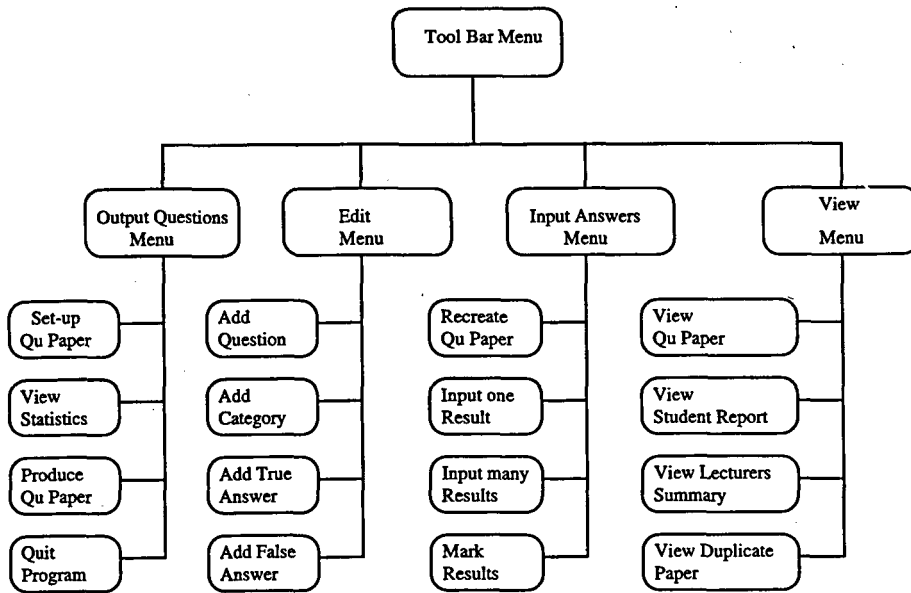 Tool Bar Menu
Output Questions
Menu
Edit
Menu
Input Answers
Menu
View
Menu
Set-up
Qu Paper
View
Statistics
Produce
Qu Paper
Quit
Program
Add
Question
Add
Category
Add True
Answer
Add False
Answer
Recreate
Qu Paper
Input one
Result
Input many
Results
Mark
Results
View
Qu Paper
View
Student Report
View Lecturers
Summary
View Duplicate
Paper